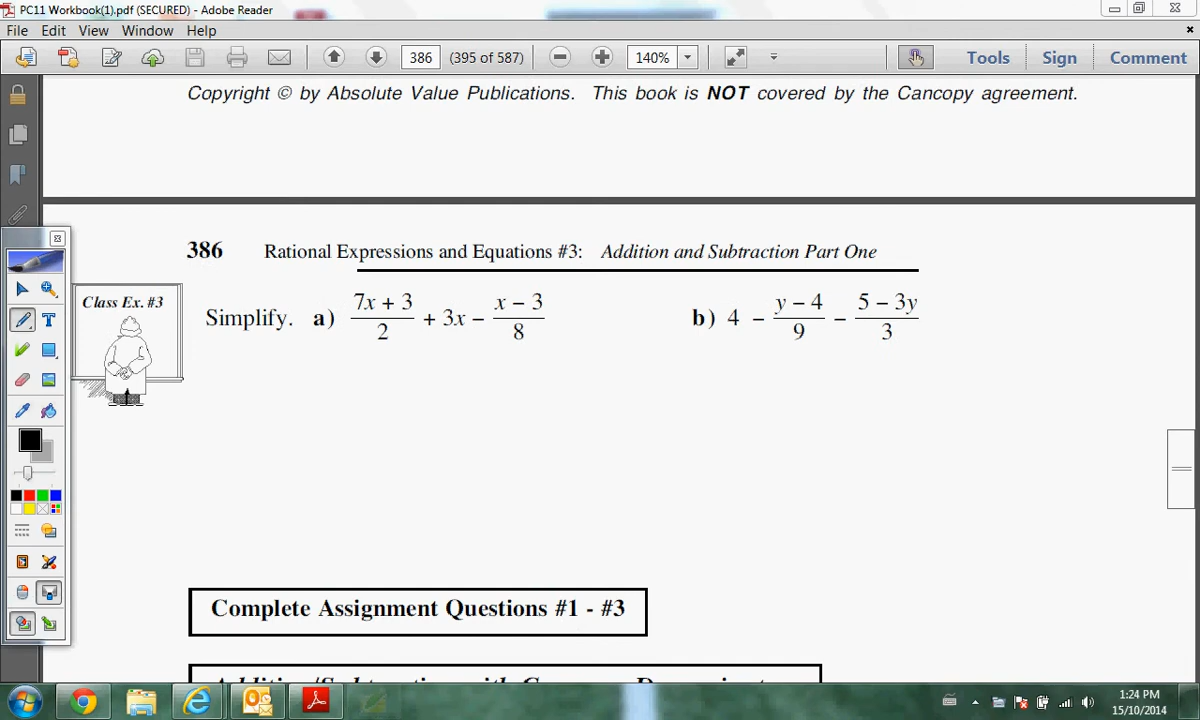 PC11 Workbook(1).pdf (SECURED) - Adobe Reader
File Edit View Window Help
386 (395 of 587) 140% Tools Sign Comment
Copyright © by Absolute Value Publications. This book is NOT covered by the Cancopy agreement.
386 Rational Expressions and Equations #3: Addition and Subtraction Part One
Class Ex. #3
Simplify. a) (7x + 3)/2 + 3x − (x − 3)/8 b) 4 − (y − 4)/9 − (5 − 3y)/3
Complete Assignment Questions #1 - #3
1:24 PM
15/10/2014